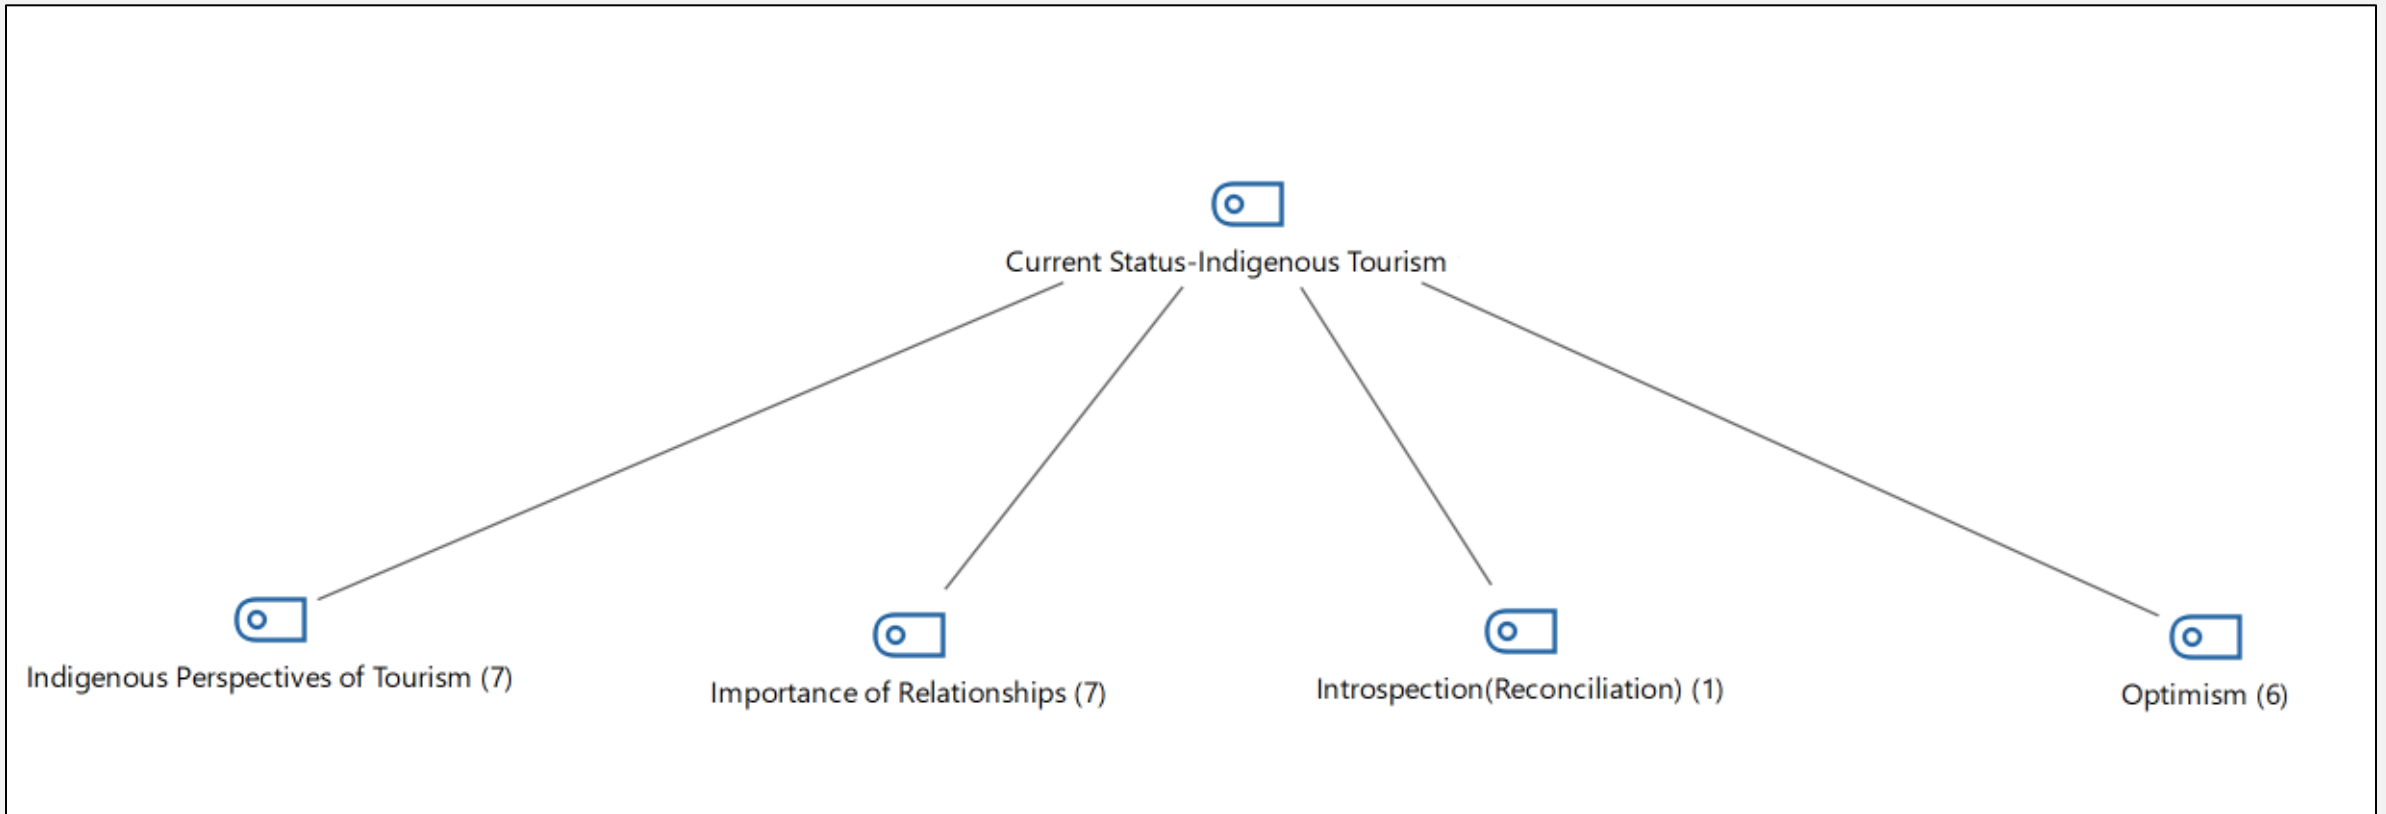 Current Status-Indigenous Tourism
Indigenous Perspectives of Tourism (7)
Importance of Relationships (7)
Introspection(Reconciliation) (1)
Optimism (6)